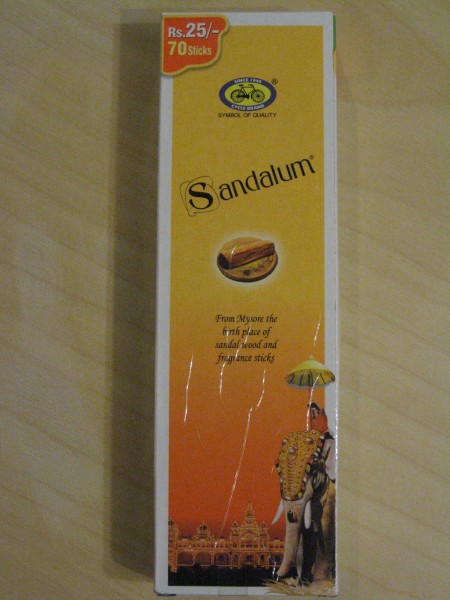 Rs.25/-
70 Sticks
SINCE 1948
CYCLE BRAND
®
SYMBOL OF QUALITY
Sandalum®
From Mysore the
birth place of
sandal wood and
fragrance sticks